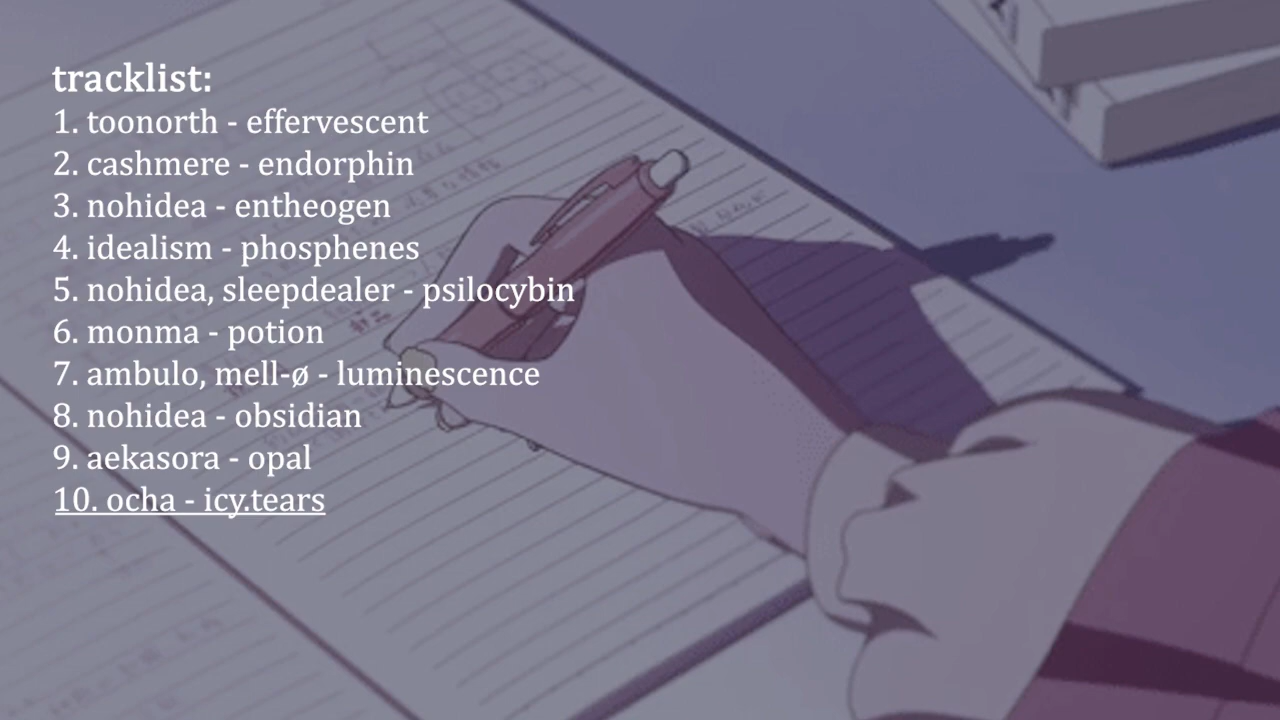 tracklist:
1. toonorth - effervescent
2. cashmere - endorphin
3. nohidea - entheogen
4. idealism - phosphenes
5. nohidea, sleepdealer - psilocybin
6. monma - potion
7. ambulo, mell-ø - luminescence
8. nohidea - obsidian
9. aekasora - opal
10. ocha - icy.tears